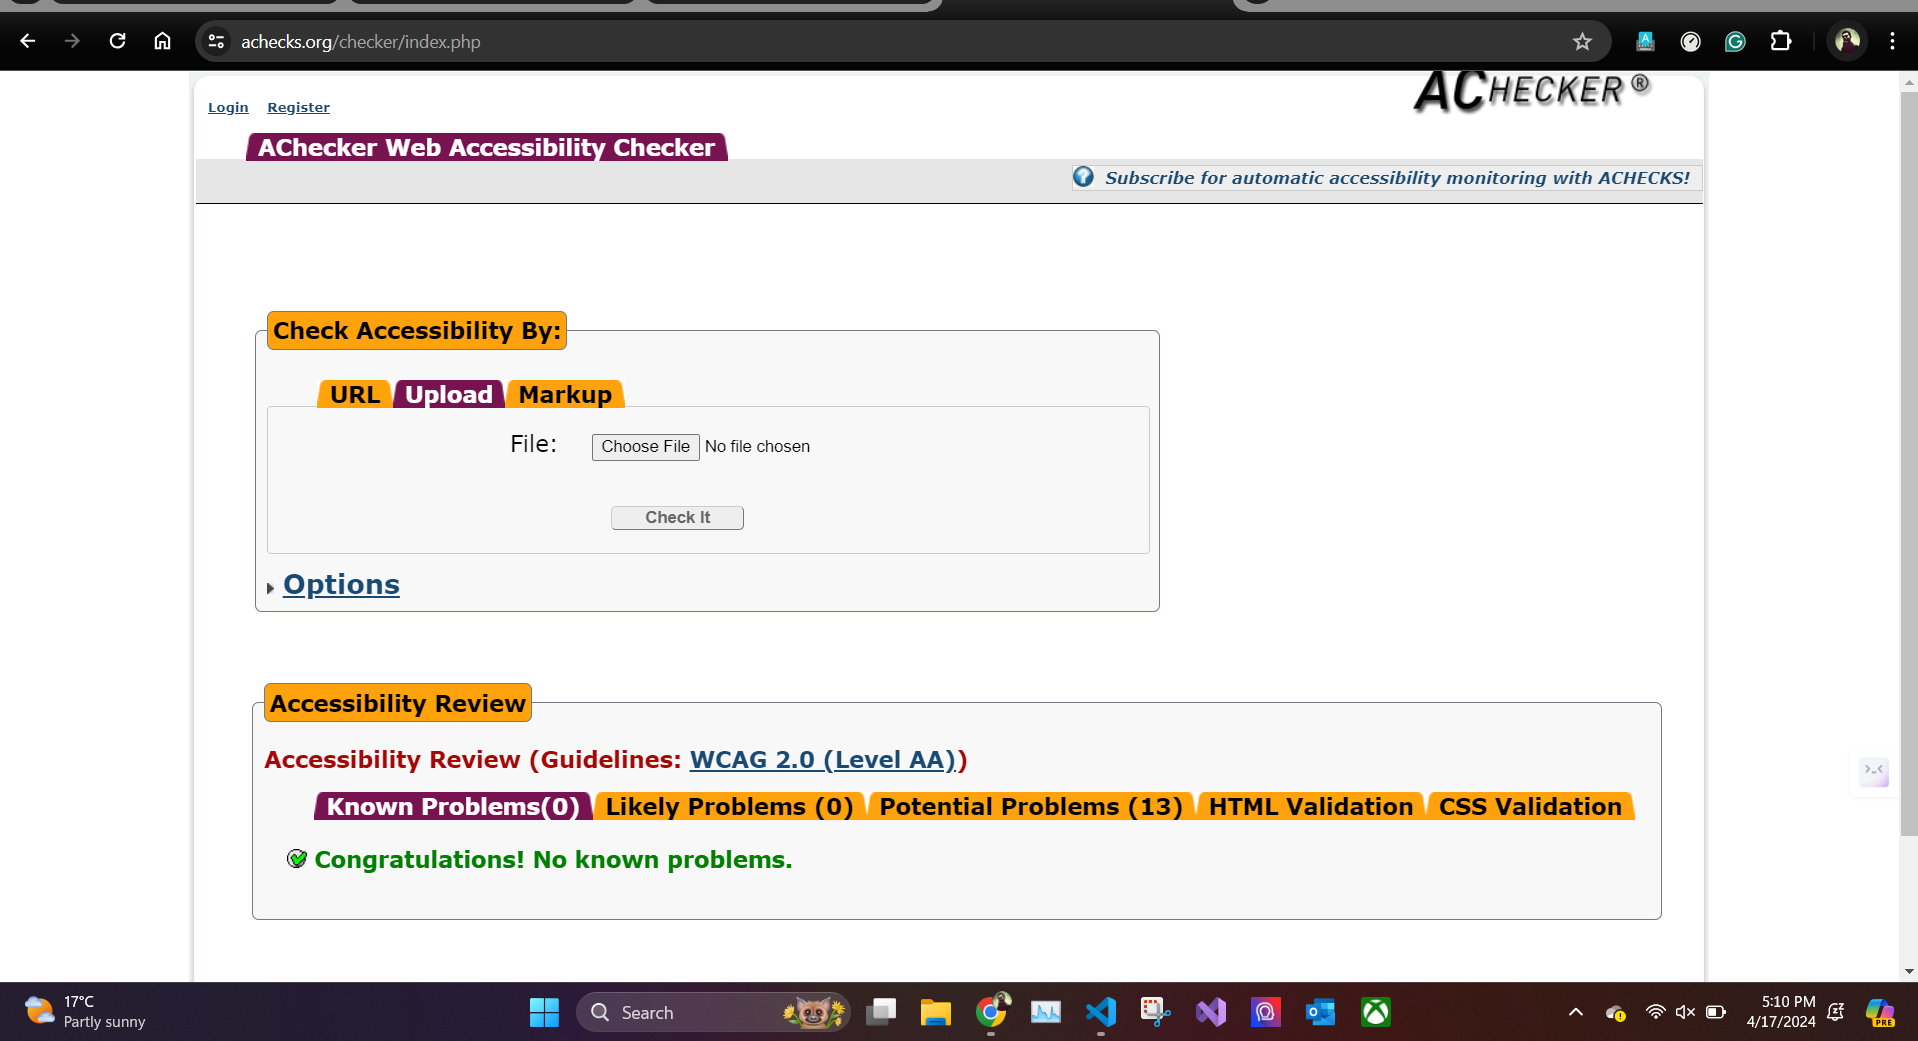 achecks.org/checker/index.php
ACHECKER ®
Login Register
AChecker Web Accessibility Checker
Subscribe for automatic accessibility monitoring with ACHECKS!
Check Accessibility By:
URL Upload Markup
File: Choose File No file chosen
Check It
Options
Accessibility Review
Accessibility Review (Guidelines: WCAG 2.0 (Level AA))
Known Problems(0) Likely Problems (0) Potential Problems (13) HTML Validation CSS Validation
Congratulations! No known problems.
17°C
Partly sunny
Search
5:10 PM
4/17/2024
PRE